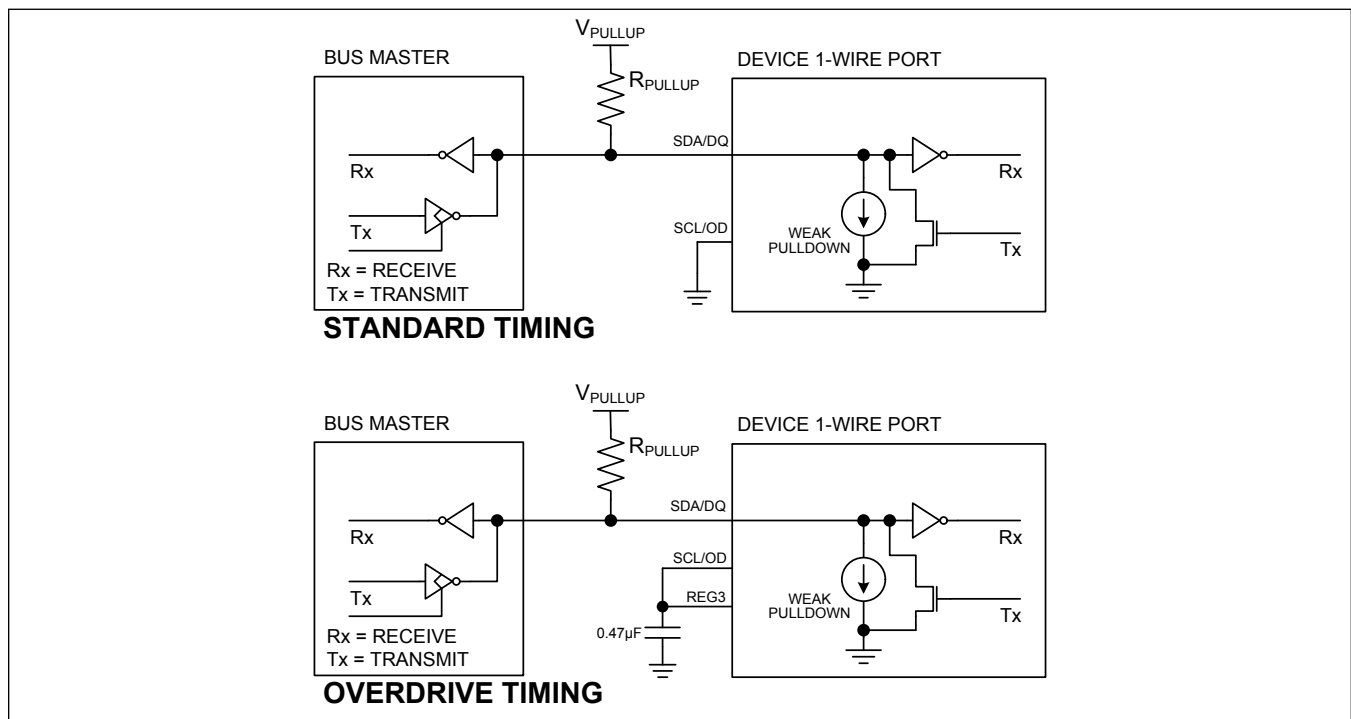 VPULLUP
BUS MASTER
DEVICE 1-WIRE PORT
RPULLUP
SDA/DQ
Rx
Rx
Tx
SCL/OD
WEAK
PULLDOWN
Tx
Rx = RECEIVE
Tx = TRANSMIT
STANDARD TIMING
VPULLUP
BUS MASTER
DEVICE 1-WIRE PORT
RPULLUP
SDA/DQ
Rx
Rx
SCL/OD
Tx
REG3
WEAK
PULLDOWN
Tx
0.47µF
Rx = RECEIVE
Tx = TRANSMIT
OVERDRIVE TIMING